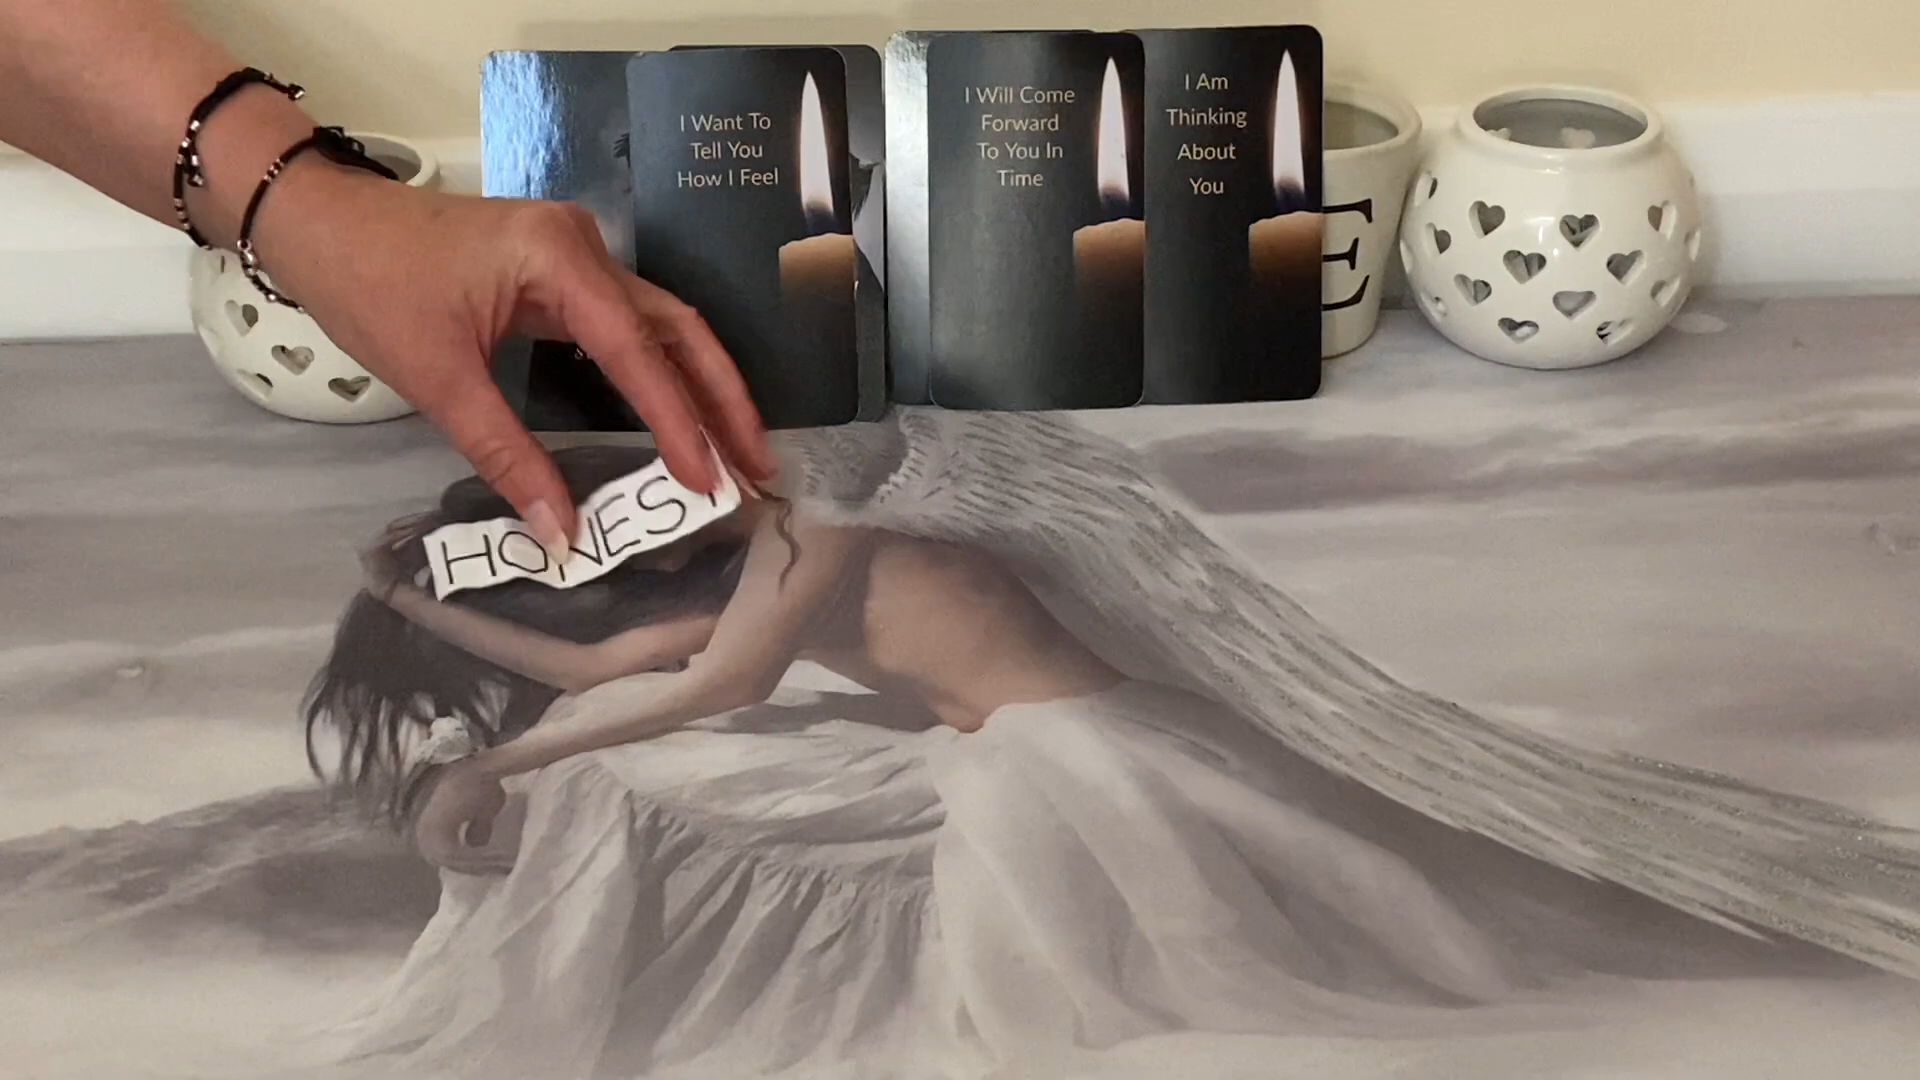 I Want To
Tell You
How I Feel
I Will Come
Forward
To You In
Time
I Am
Thinking
About
You
E
HONEST